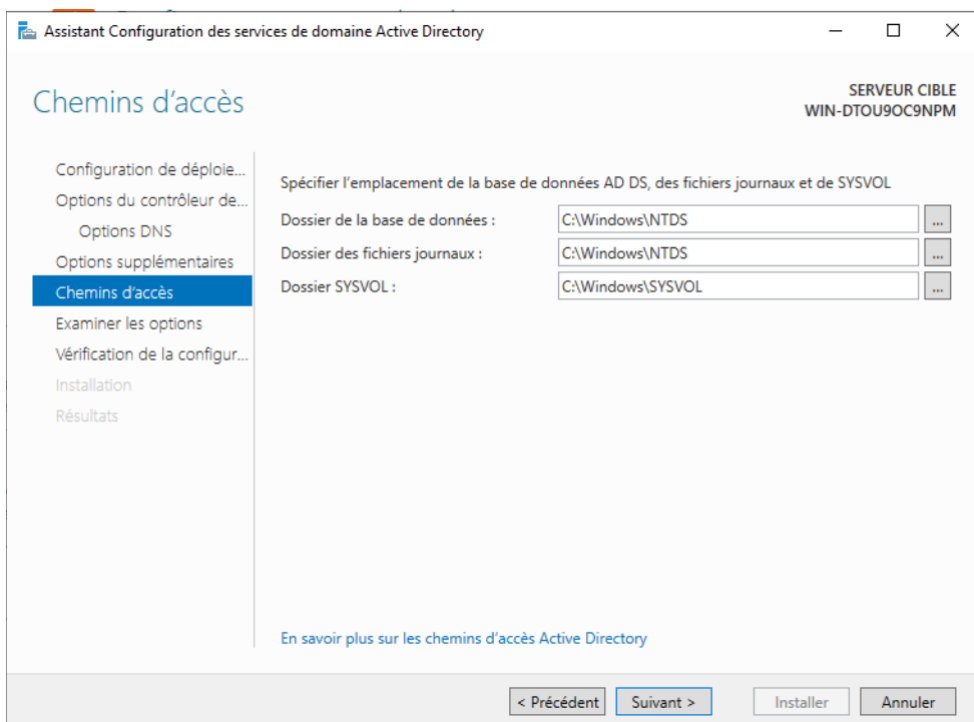 Assistant Configuration des services de domaine Active Directory
Chemins d'accès
SERVEUR CIBLE
WIN-DTOU9OC9NPM
Configuration de déploie...
Options du contrôleur de...
Options DNS
Options supplémentaires
Chemins d'accès
Examiner les options
Vérification de la configur...
Installation
Résultats
Spécifier l'emplacement de la base de données AD DS, des fichiers journaux et de SYSVOL
Dossier de la base de données : C:\Windows\NTDS ...
Dossier des fichiers journaux : C:\Windows\NTDS ...
Dossier SYSVOL : C:\Windows\SYSVOL ...
En savoir plus sur les chemins d'accès Active Directory
< Précédent Suivant > Installer Annuler